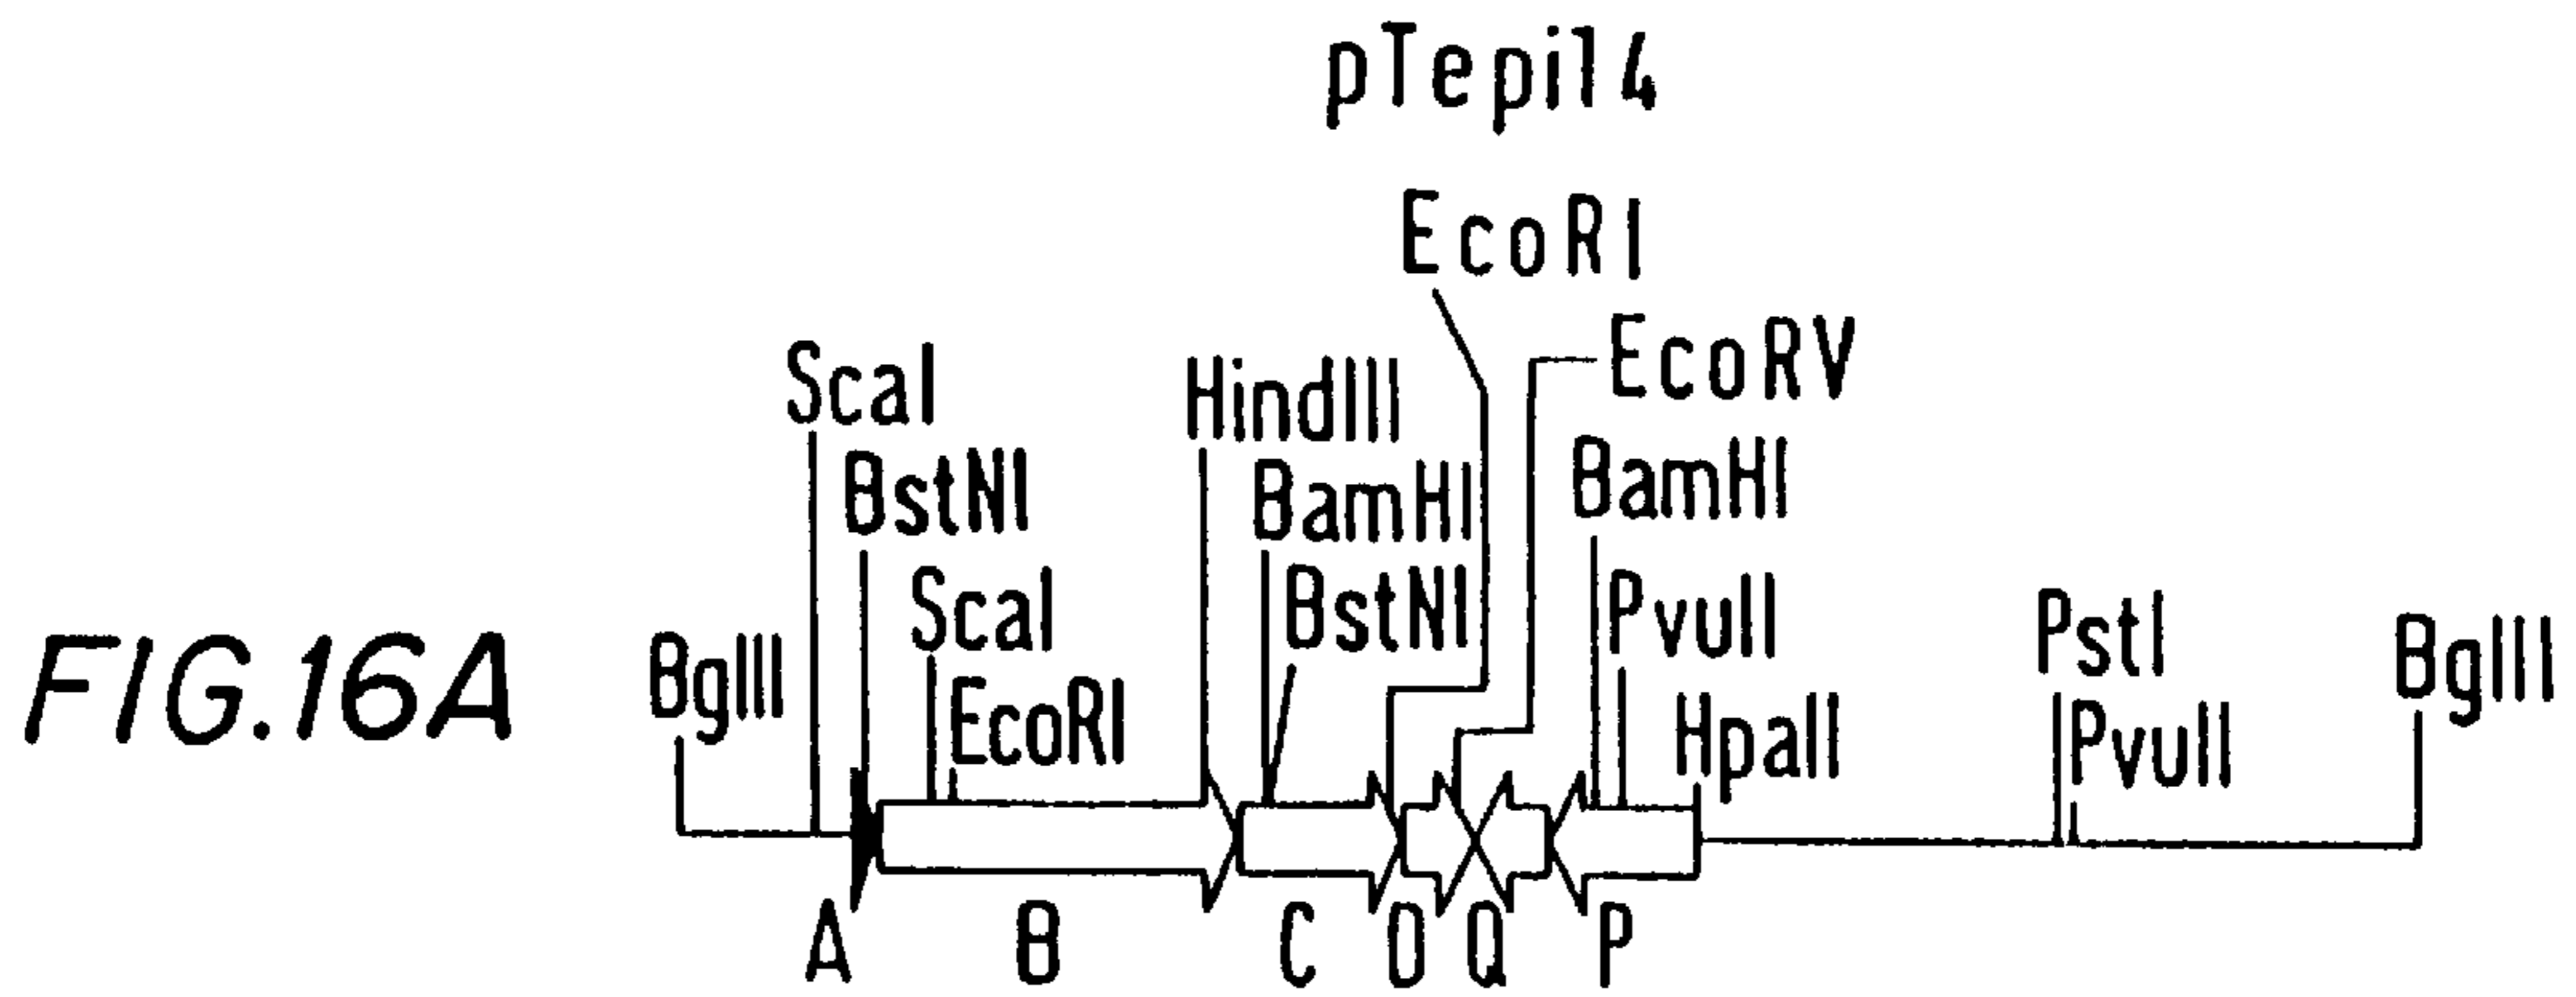 pTepi14
EcoRI
EcoRV
ScaI
HindIII
BstNI
BamHI
BamHI
ScaI
BstNI
PvuII
PstI
BglII
FIG.16A
BglII
EcoRI
HpaII
PvuII
A
B
C
D
Q
P